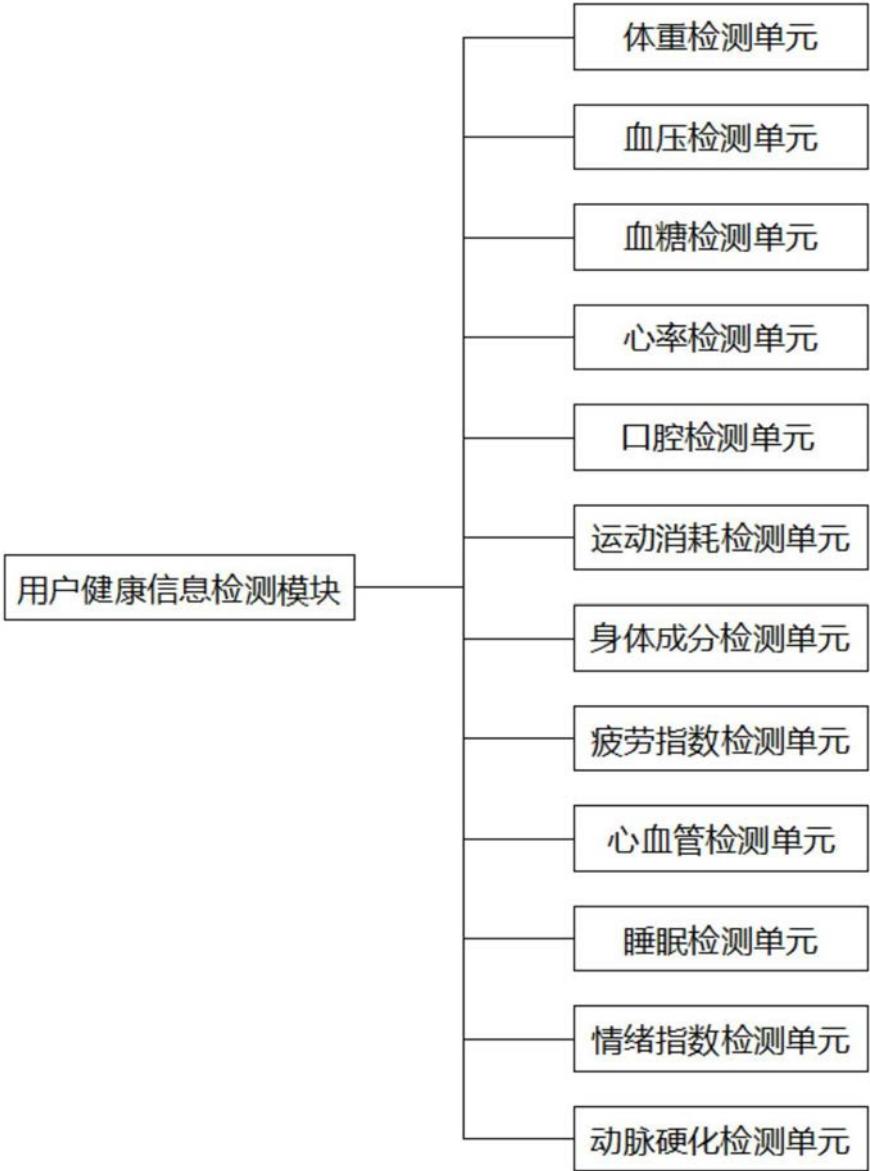 体重检测单元
血压检测单元
血糖检测单元
心率检测单元
口腔检测单元
运动消耗检测单元
用户健康信息检测模块
身体成分检测单元
疲劳指数检测单元
心血管检测单元
睡眠检测单元
情绪指数检测单元
动脉硬化检测单元